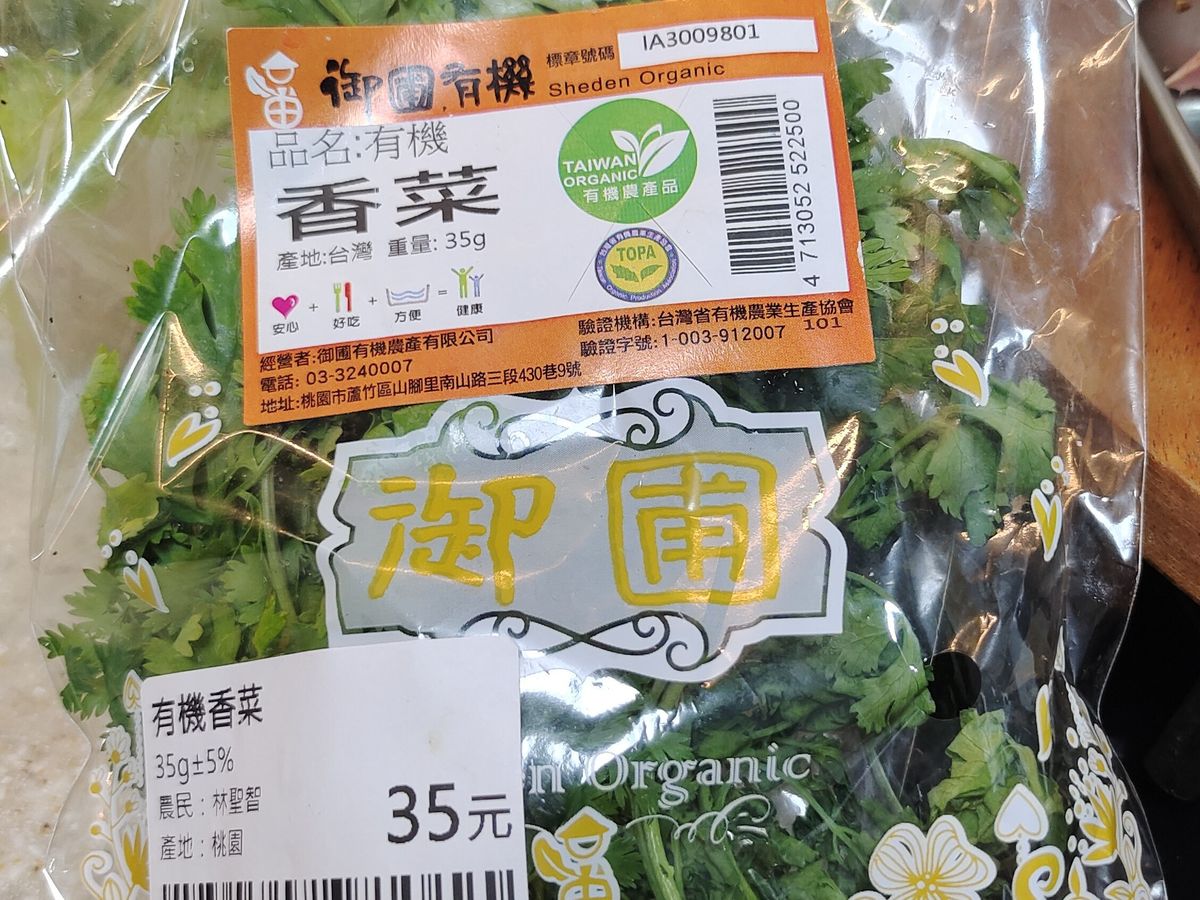 御圃有機
標章號碼 IA3009801
Sheden Organic
品名:有機
香菜
產地:台灣 重量: 35g
安心 + 好吃 + 方便 = 健康
TAIWAN
ORGANIC
有機農產品
TOPA
4 713052 522500
經營者:御圃有機農產有限公司
電話: 03-3240007
地址:桃園市蘆竹區山腳里南山路三段430巷9號
驗證機構:台灣省有機農業生產協會
驗證字號:1-003-912007 101
御圃
n Organic
有機香菜
35g±5%
農民：林聖智
產地：桃園
35元